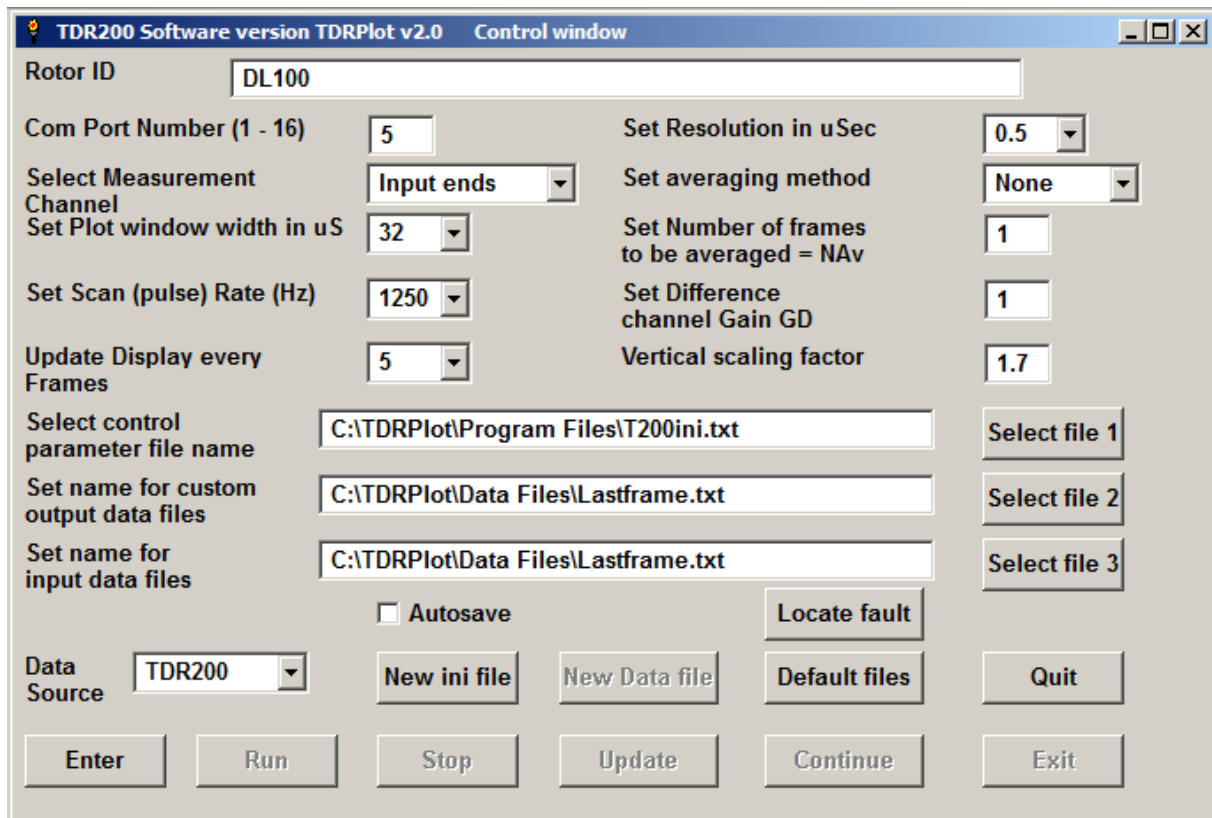 TDR200 Software version TDRPlot v2.0 Control window
Rotor ID
DL100
Com Port Number (1 - 16)
5
Set Resolution in uSec
0.5
Select Measurement
Channel
Input ends
Set averaging method
None
Set Plot window width in uS
32
Set Number of frames
to be averaged = NAv
1
Set Scan (pulse) Rate (Hz)
1250
Set Difference
channel Gain GD
1
Update Display every
Frames
5
Vertical scaling factor
1.7
Select control
parameter file name
C:\TDRPlot\Program Files\T200ini.txt
Select file 1
Set name for custom
output data files
C:\TDRPlot\Data Files\Lastframe.txt
Select file 2
Set name for
input data files
C:\TDRPlot\Data Files\Lastframe.txt
Select file 3
Autosave
Locate fault
Data
Source
TDR200
New ini file
New Data file
Default files
Quit
Enter
Run
Stop
Update
Continue
Exit